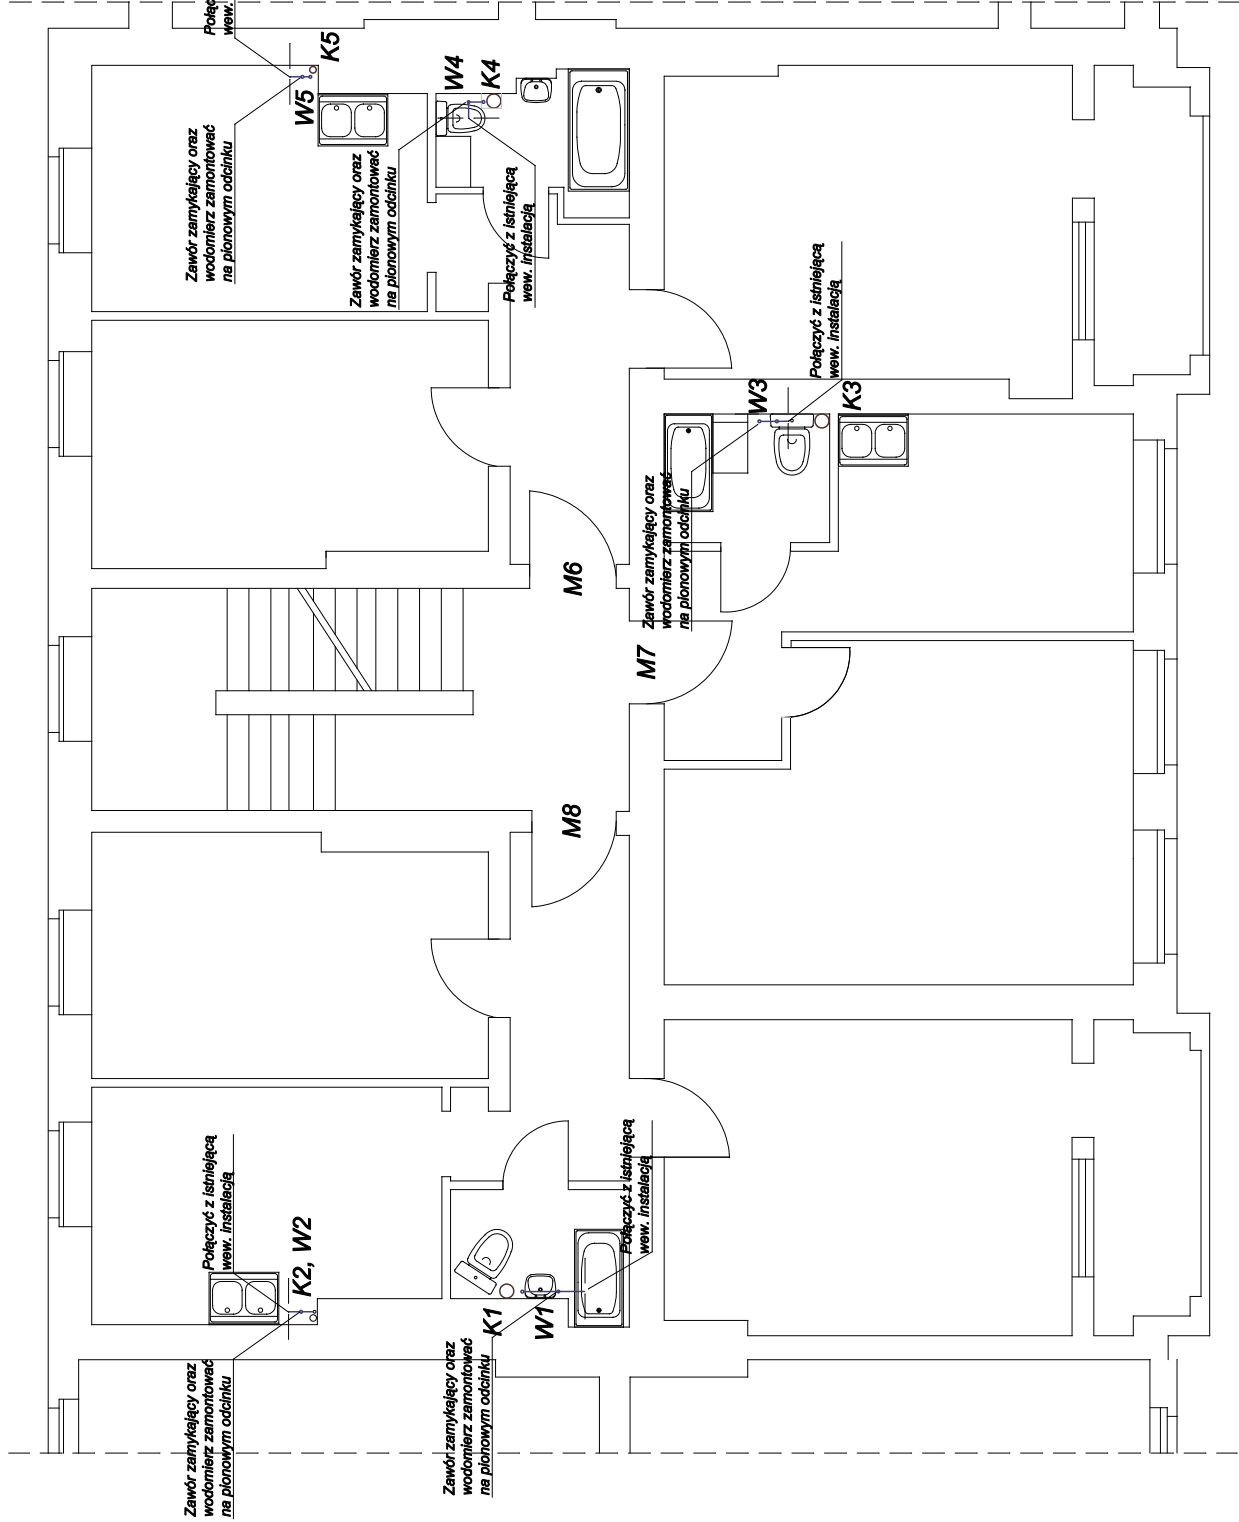 Połąc
wew.
K5
W5
Zawór zamykający oraz
wodomierz zamontować
na pionowym odcinku
W4
K4
Zawór zamykający oraz
wodomierz zamontować
na pionowym odcinku
Połączyć z istniejącą
wew. instalacją
Połączyć z istniejącą
wew. instalacją
W3
K3
Zawór zamykający oraz
wodomierz zamontować
na pionowym odcinku
M6
M7
M8
Połączyć z istniejącą
wew. instalacją
K2, W2
Zawór zamykający oraz
wodomierz zamontować
na pionowym odcinku
Połączyć z istniejącą
wew. instalacją
K1
W1
Zawór zamykający oraz
wodomierz zamontować
na pionowym odcinku